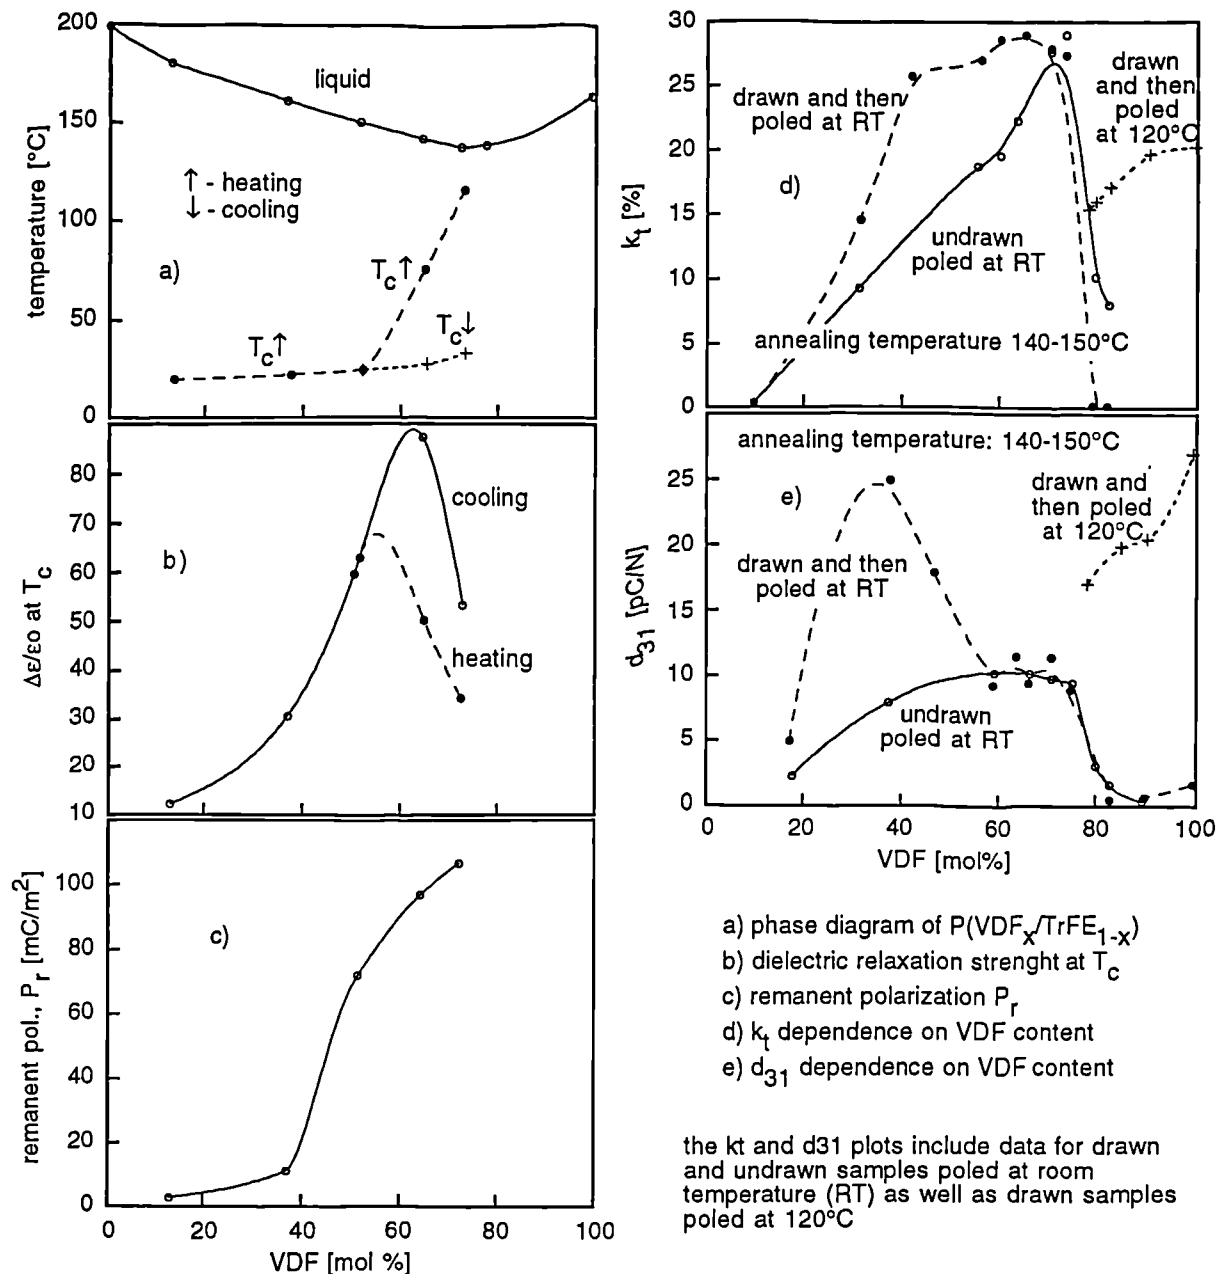 200
150
100
50
0
temperature [°C]
liquid
↑ - heating
↓ - cooling
a)
Tc↑
Tc↑
Tc↓
0
20
40
60
80
100
80
70
60
50
40
30
20
10
Δε/εo at Tc
b)
cooling
heating
100
80
60
40
20
0
remanent pol., Pr [mC/m2]
c)
0
20
40
60
80
100
VDF [mol %]
30
25
20
15
10
5
0
kt [%]
drawn and then
poled at RT
drawn
and then
poled
at 120°C
d)
undrawn
poled at RT
annealing temperature 140-150°C
annealing temperature: 140-150°C
25
20
15
10
5
0
d31 [pC/N]
e)
drawn and
then poled
at 120°C
drawn and then
poled at RT
undrawn
poled at RT
0
20
40
60
80
100
VDF [mol%]
a) phase diagram of P(VDFx/TrFE1-x)
b) dielectric relaxation strenght at Tc
c) remanent polarization Pr
d) kt dependence on VDF content
e) d31 dependence on VDF content
the kt and d31 plots include data for drawn
and undrawn samples poled at room
temperature (RT) as well as drawn samples
poled at 120°C